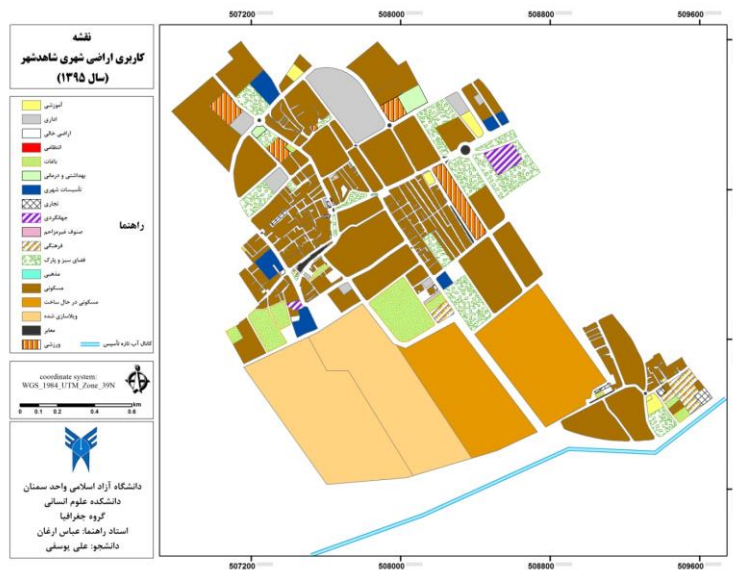 نقشه
کاربری اراضی شهری شاهدشهر
(سال ۱۳۹۵)
آموزشی
اداری
اراضی خالی
انتظامی
باغات
بهداشتی و درمانی
تأسیسات شهری
تجاری
جهانگردی
صنوف غیرمزاحم
فرهنگی
فضای سبز و پارک
مذهبی
مسکونی
مسکونی در حال ساخت
ویلاسازی شده
معابر
ورزشی
راهنما
کانال آب تازه تأسیس
coordinate system:
WGS_1984_UTM_Zone_39N
km
0 0.1 0.2 0.4 0.6
دانشگاه آزاد اسلامی واحد سمنان
دانشکده علوم انسانی
گروه جغرافیا
استاد راهنما: عباس ارغان
دانشجو: علی یوسفی
507200 508000 508800 509600
507200 508000 508800 509600